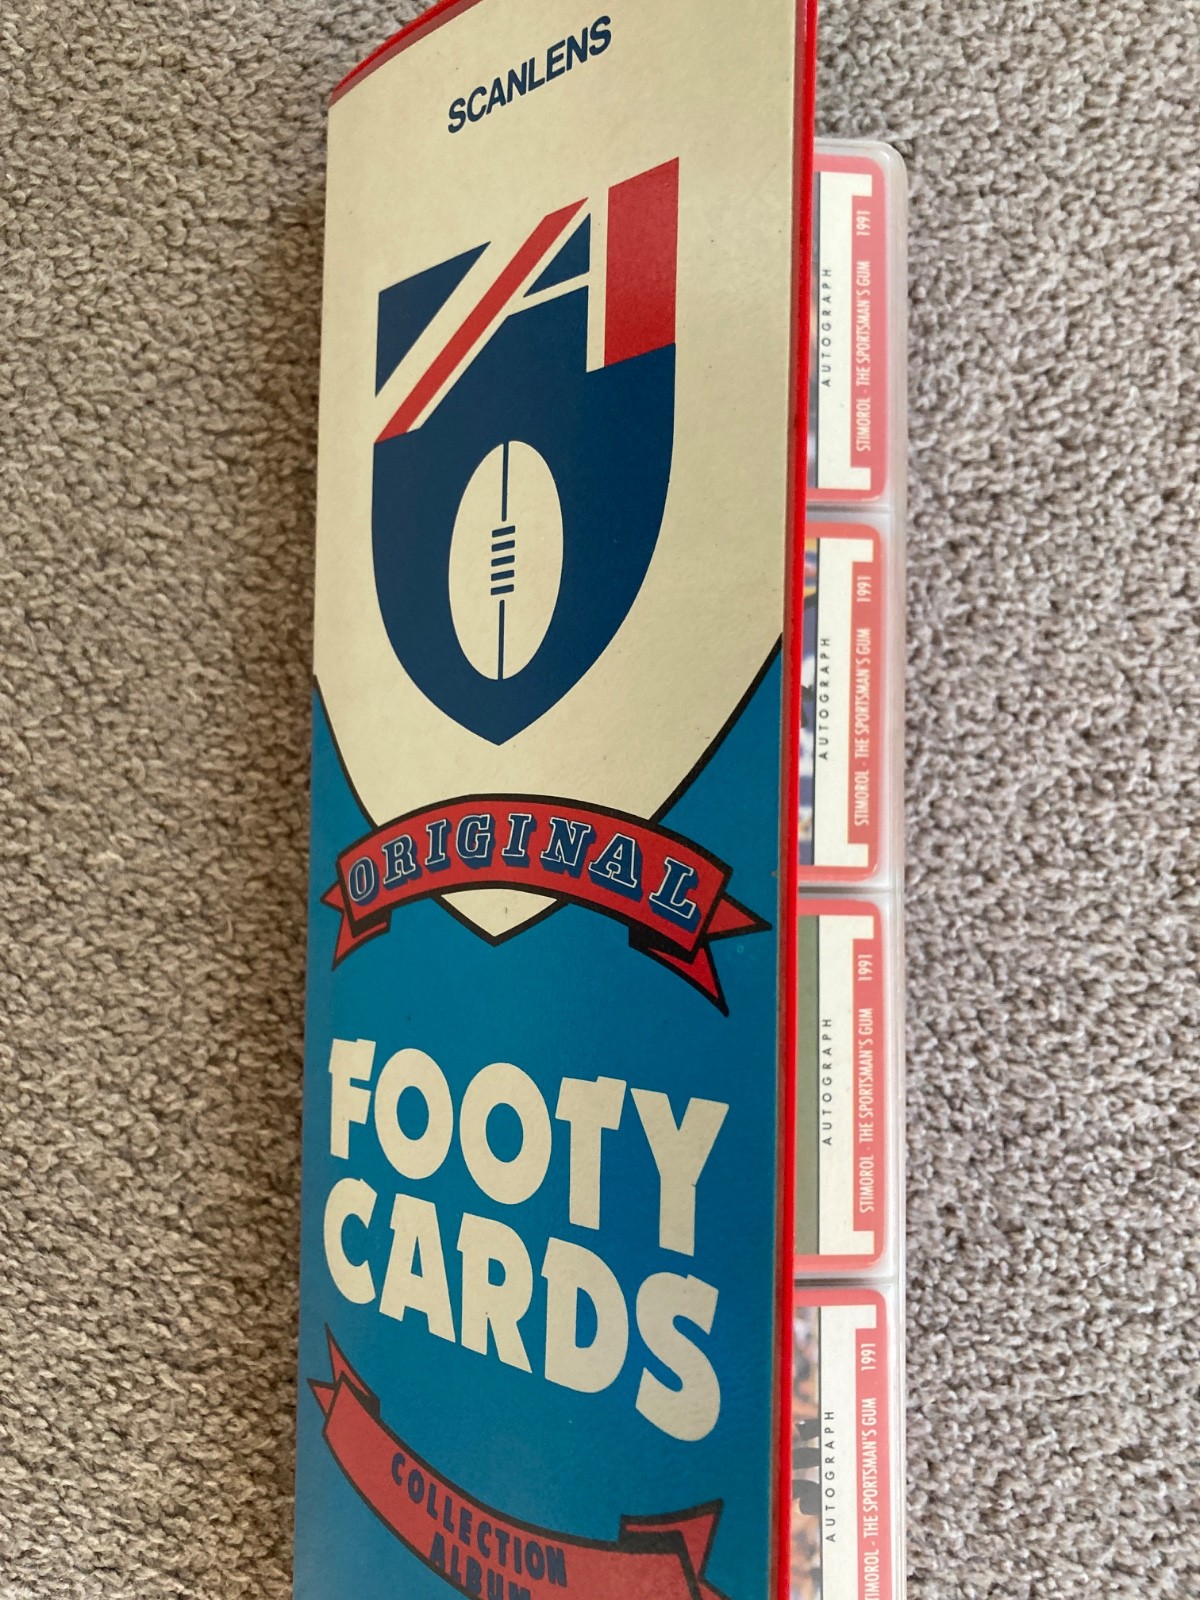 SCANLENS
ORIGINAL
FOOTY
CARDS
COLLECTION
ALBUM
AUTOGRAPH
STIMOROL - THE SPORTSMAN'S GUM 1991
AUTOGRAPH
STIMOROL - THE SPORTSMAN'S GUM 1991
AUTOGRAPH
STIMOROL - THE SPORTSMAN'S GUM 1991
AUTOGRAPH
STIMOROL - THE SPORTSMAN'S GUM 1991